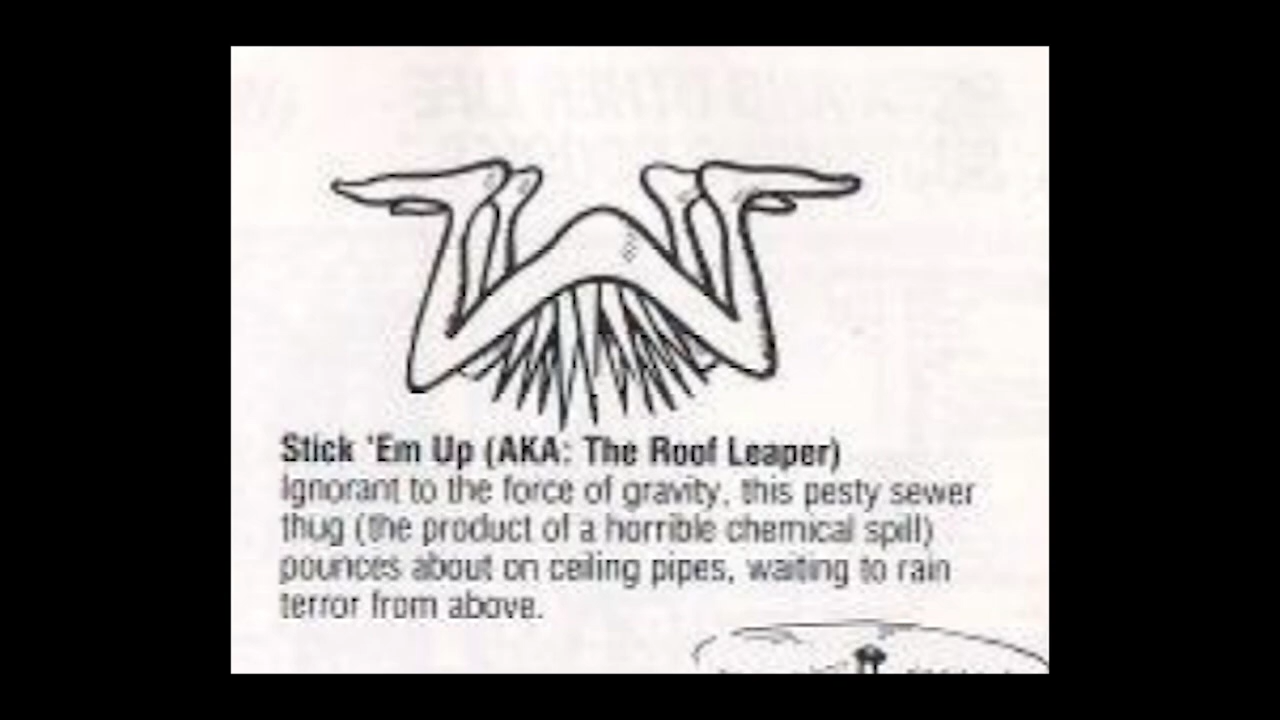 Stick 'Em Up (AKA: The Roof Leaper)
Ignorant to the force of gravity, this pesty sewer
thug (the product of a horrible chemical spill)
pounces about on ceiling pipes, waiting to rain
terror from above.